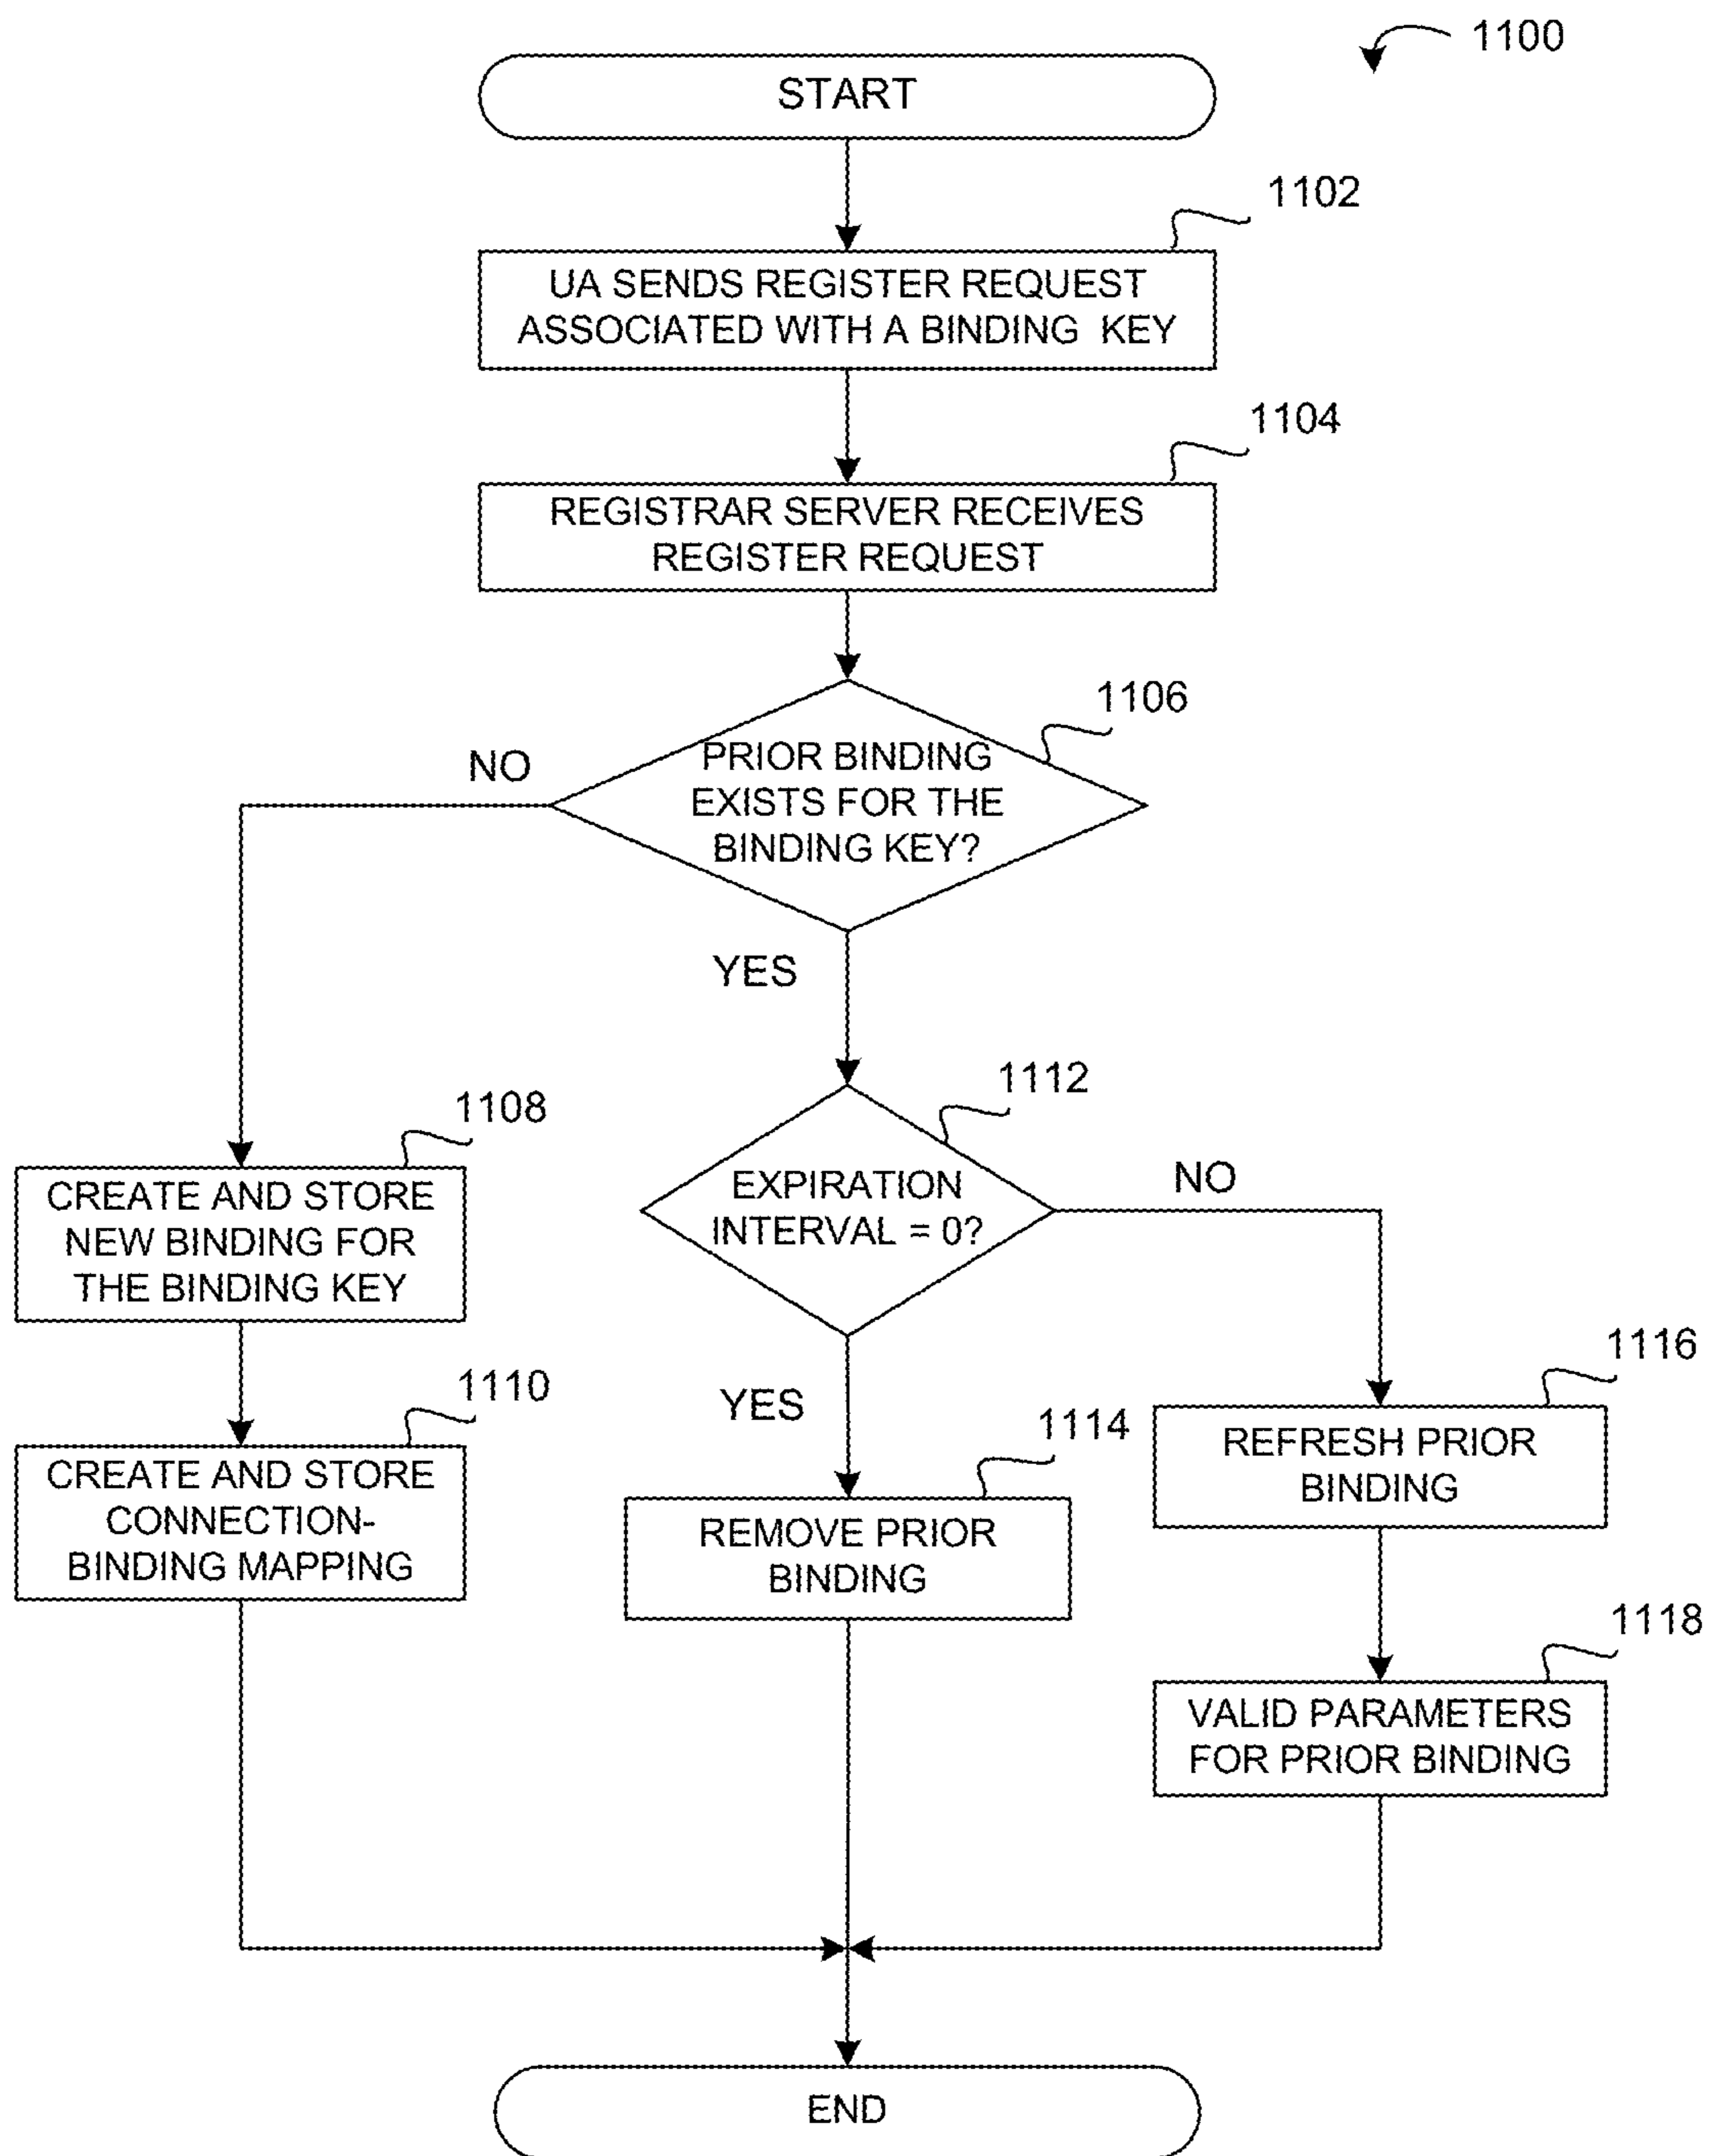 1100
START
1102
UA SENDS REGISTER REQUEST
ASSOCIATED WITH A BINDING KEY
1104
REGISTRAR SERVER RECEIVES
REGISTER REQUEST
1106
PRIOR BINDING
EXISTS FOR THE
BINDING KEY?
NO
YES
1108
CREATE AND STORE
NEW BINDING FOR
THE BINDING KEY
1110
CREATE AND STORE
CONNECTION-
BINDING MAPPING
1112
EXPIRATION
INTERVAL = 0?
NO
YES
1114
REMOVE PRIOR
BINDING
1116
REFRESH PRIOR
BINDING
1118
VALID PARAMETERS
FOR PRIOR BINDING
END